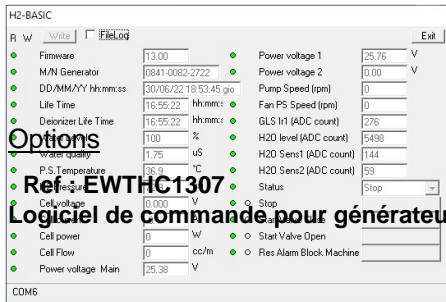 H2-BASIC
R W Write FileLog Exit
Firmware 13.00 Power voltage 1 25.76 V
M/N Generator 0841-0082-2722 Power voltage 2 0.00 V
DD/MM/YY hh:mm:ss 30/06/22 18:53:45 gio Pump Speed (rpm) 0
Life Time 16:55:22 hh:mm: Fan PS Speed (rpm) 0
Deionizer Life Time 16:55:22 hh:mm: GLS Ir1 (ADC count) 276
Options
100 % H2O level (ADC count) 5498
Water quality 1.75 uS H2O Sens1 (ADC count) 144
P.S.Temperature 36.9 °C H2O Sens2 (ADC count) 59
Ref : EWTHC1307
Pressure Status Stop
Cell voltage 0.000 V Stop
Logiciel de commande pour générateu
Cell power 0 W Start Valve Open
Cell Flow 0 cc/m Res Alarm Block Machine
Power voltage Main 25.38 V
COM6